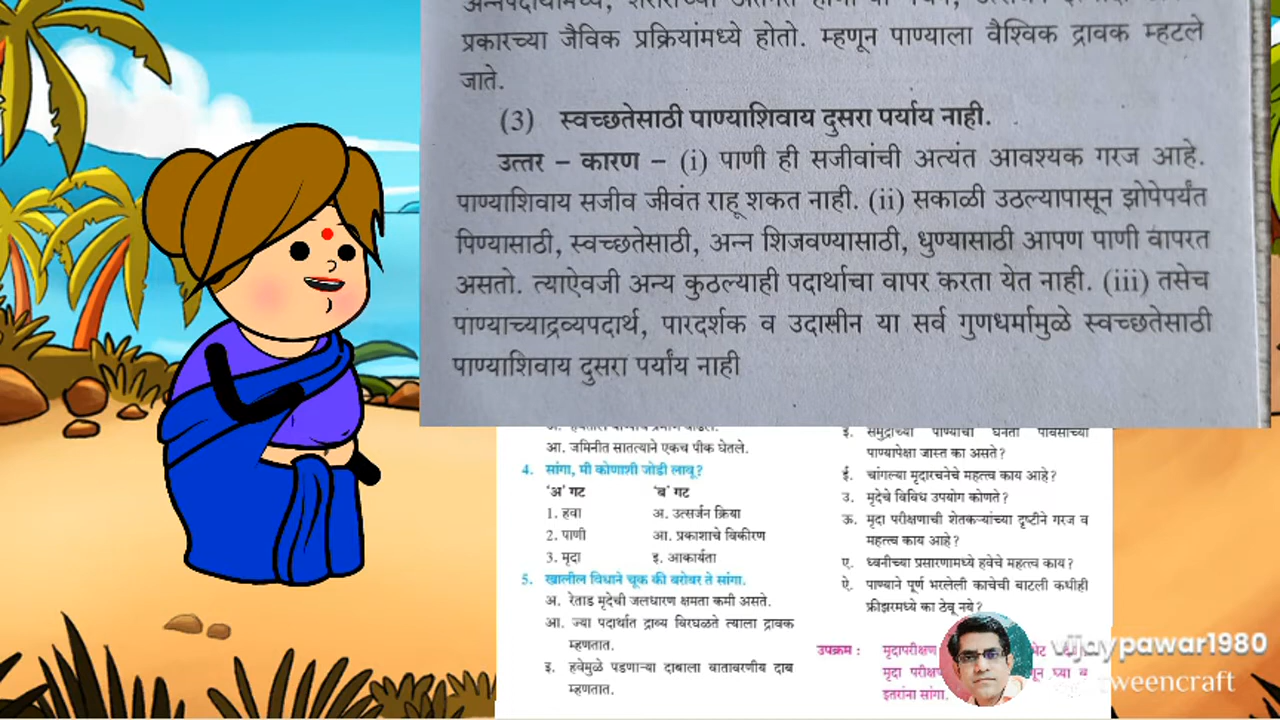 प्रकारच्या जैविक प्रक्रियांमध्ये होतो. म्हणून पाण्याला वैश्विक द्रावक म्हटले
जाते.
(3) स्वच्छतेसाठी पाण्याशिवाय दुसरा पर्याय नाही.
उत्तर – कारण – (i) पाणी ही सजीवांची अत्यंत आवश्यक गरज आहे.
पाण्याशिवाय सजीव जीवंत राहू शकत नाही. (ii) सकाळी उठल्यापासून झोपेपर्यंत
पिण्यासाठी, स्वच्छतेसाठी, अन्न शिजवण्यासाठी, धुण्यासाठी आपण पाणी वापरत
असतो. त्याऐवजी अन्य कुठल्याही पदार्थाचा वापर करता येत नाही. (iii) तसेच
पाण्याच्याद्रव्यपदार्थ, पारदर्शक व उदासीन या सर्व गुणधर्मामुळे स्वच्छतेसाठी
पाण्याशिवाय दुसरा पर्याय नाही
आ. जमिनीत सातत्याने एकच पीक घेतले.
4. सांगा, मी कोणाशी जोडी लावू?
'अ' गट 'ब' गट
1. हवा अ. उत्सर्जन क्रिया
2. पाणी आ. प्रकाशाचे विकीरण
3. मृदा इ. आकार्यता
5. खालील विधाने चूक की बरोबर ते सांगा.
अ. रेताड मृदेची जलधारण क्षमता कमी असते.
आ. ज्या पदार्थात द्राव्य विरघळते त्याला द्रावक
म्हणतात.
इ. हवेमुळे पडणाऱ्या दाबाला वातावरणीय दाब
म्हणतात.
इ. समुद्राच्या पाण्याची घनता पावसाच्या
पाण्यापेक्षा जास्त का असते?
ई. चांगल्या मृदारचनेचे महत्त्व काय आहे?
उ. मृदेचे विविध उपयोग कोणते?
ऊ. मृदा परीक्षणाची शेतकऱ्यांच्या दृष्टीने गरज व
महत्त्व काय आहे?
ए. ध्वनीच्या प्रसारणामध्ये हवेचे महत्त्व काय?
ऐ. पाण्याने पूर्ण भरलेली काचेची बाटली कधीही
फ्रीझरमध्ये का ठेवू नये?
उपक्रम : मृदापरीक्षण
मृदा
इतरांना सांगा.
vijaypawar1980
tweencraft